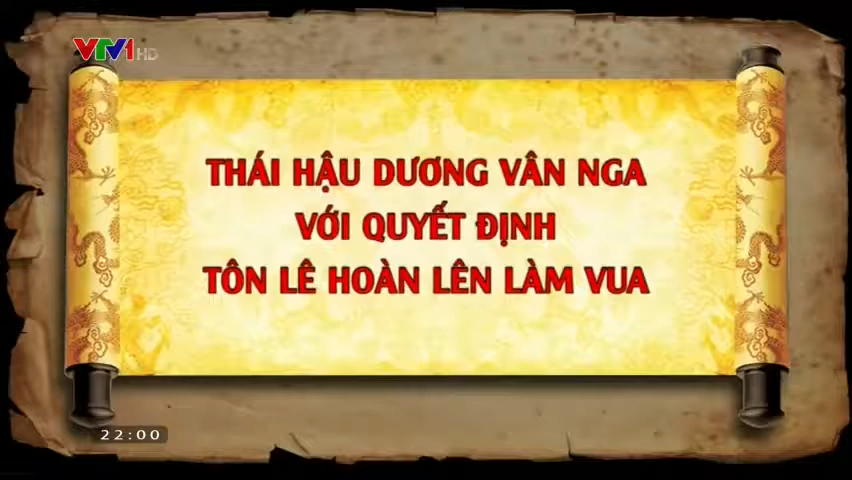 VTV1 HD
THÁI HẬU DƯƠNG VÂN NGA
VỚI QUYẾT ĐỊNH
TÔN LÊ HOÀN LÊN LÀM VUA
22:00